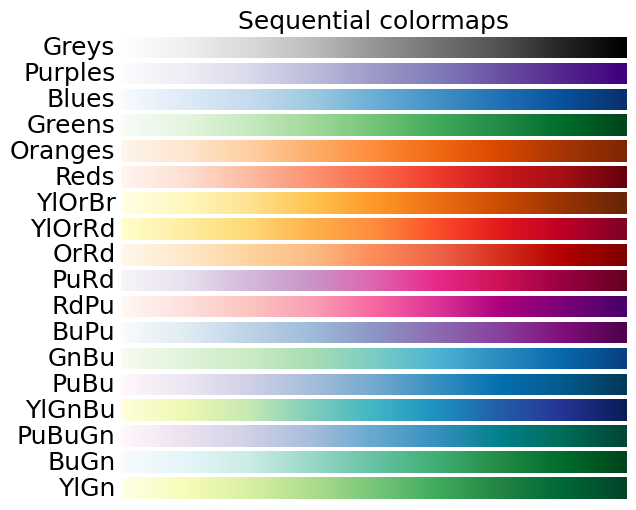 Sequential colormaps
Greys
Purples
Blues
Greens
Oranges
Reds
YlOrBr
YlOrRd
OrRd
PuRd
RdPu
BuPu
GnBu
PuBu
YlGnBu
PuBuGn
BuGn
YlGn